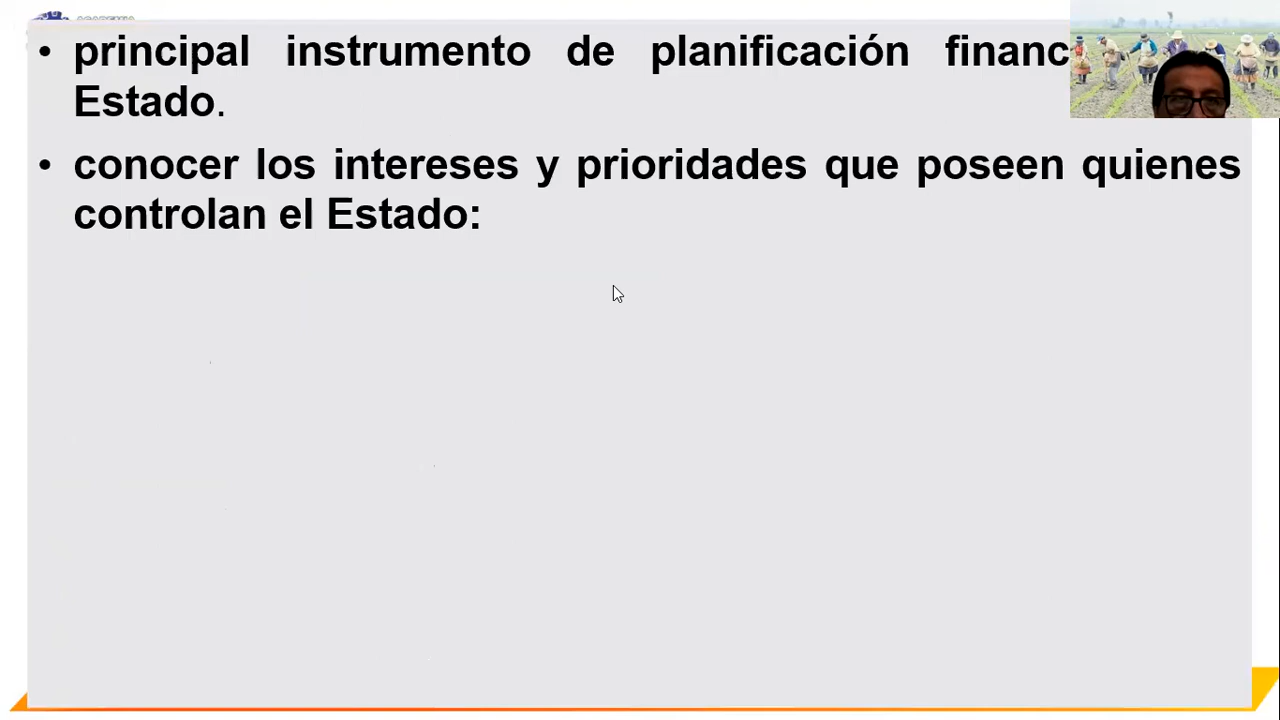 • principal instrumento de planificación financ
Estado.
• conocer los intereses y prioridades que poseen quienes
controlan el Estado: